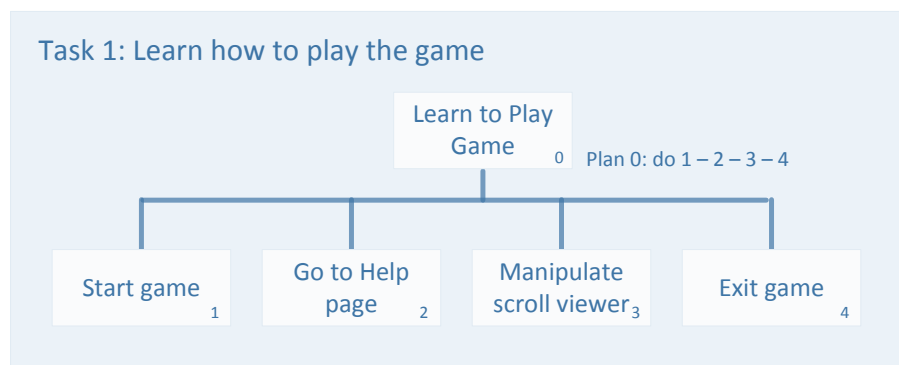 Task 1: Learn how to play the game
Learn to Play
Game
0
Plan 0: do 1 – 2 – 3 – 4
Start game
1
Go to Help
page
2
Manipulate
scroll viewer
3
Exit game
4